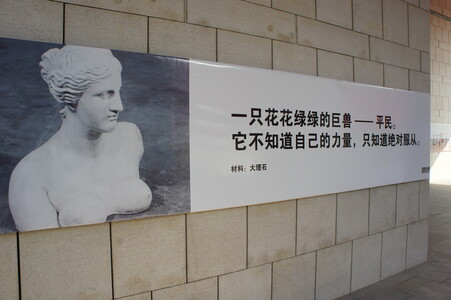 一只花花绿绿的巨兽——平民。
它不知道自己的力量，只知道绝对服从。
材料：大理石